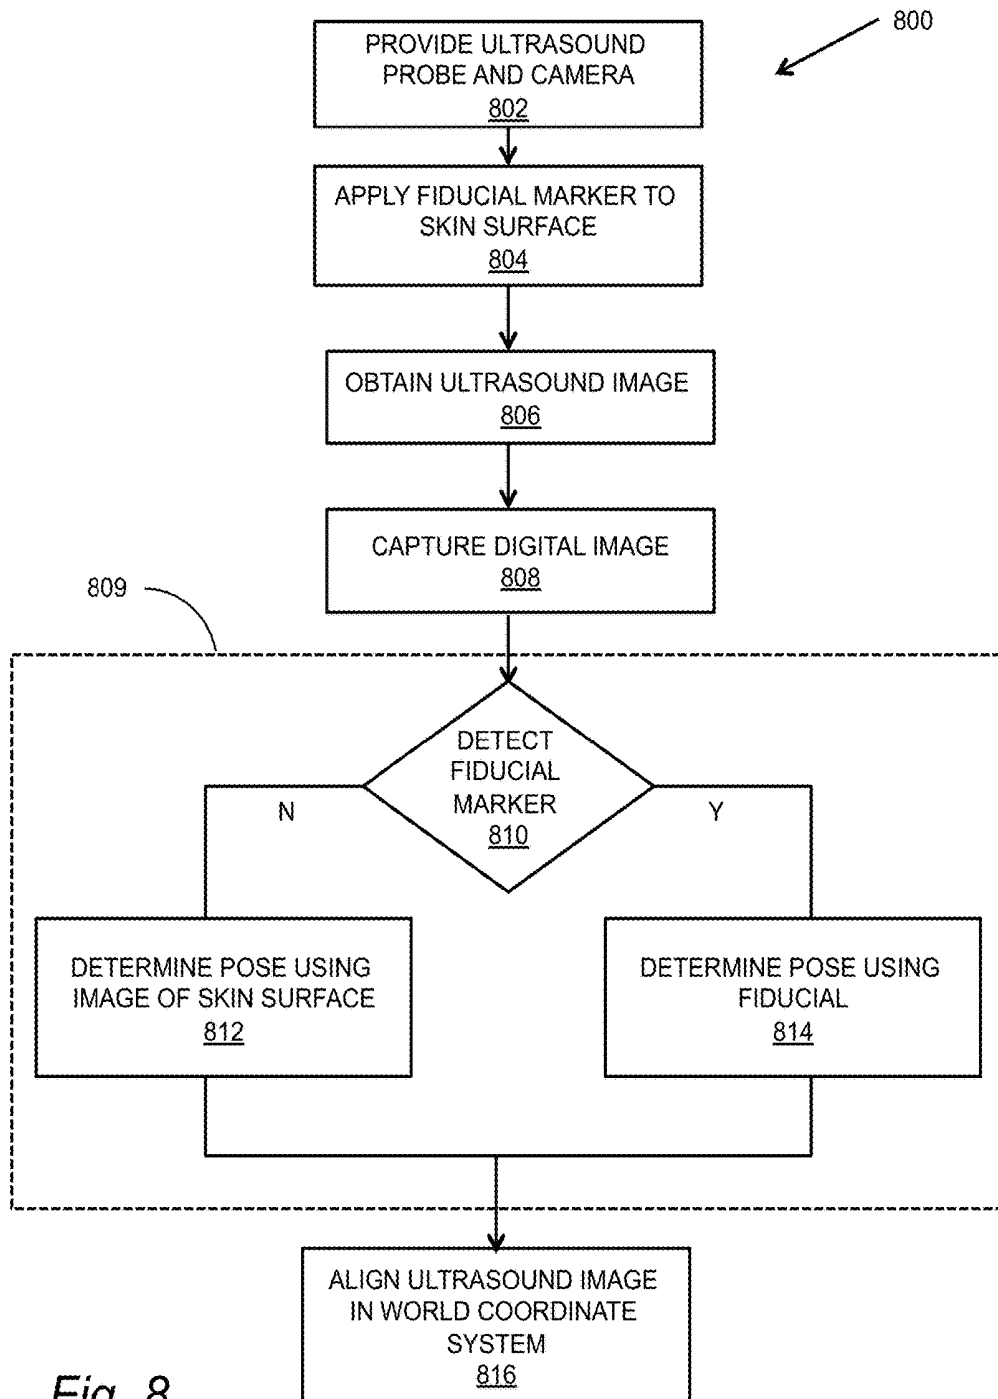 800
PROVIDE ULTRASOUND
PROBE AND CAMERA
802
APPLY FIDUCIAL MARKER TO
SKIN SURFACE
804
OBTAIN ULTRASOUND IMAGE
806
CAPTURE DIGITAL IMAGE
808
809
DETECT
FIDUCIAL
MARKER
810
N
Y
DETERMINE POSE USING
IMAGE OF SKIN SURFACE
812
DETERMINE POSE USING
FIDUCIAL
814
ALIGN ULTRASOUND IMAGE
IN WORLD COORDINATE
SYSTEM
816
Fig. 8